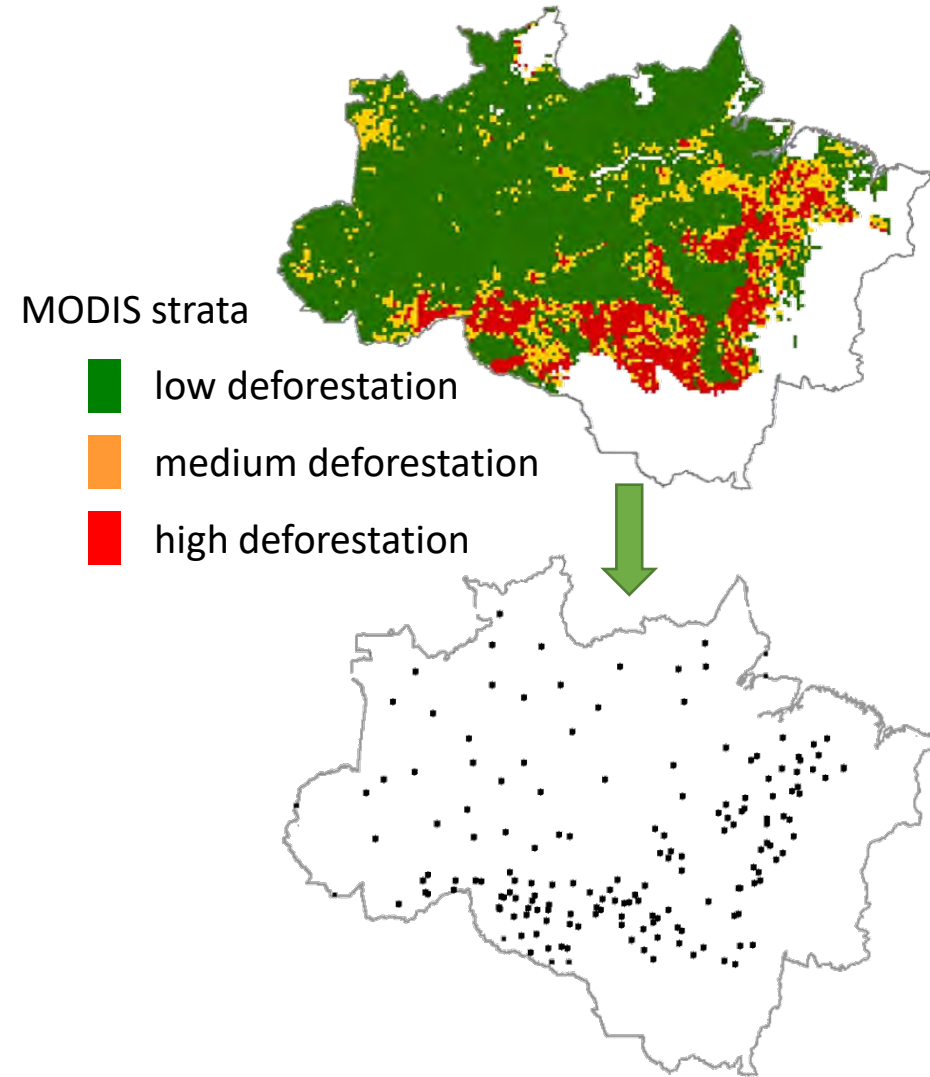 MODIS strata
low deforestation
medium deforestation
high deforestation